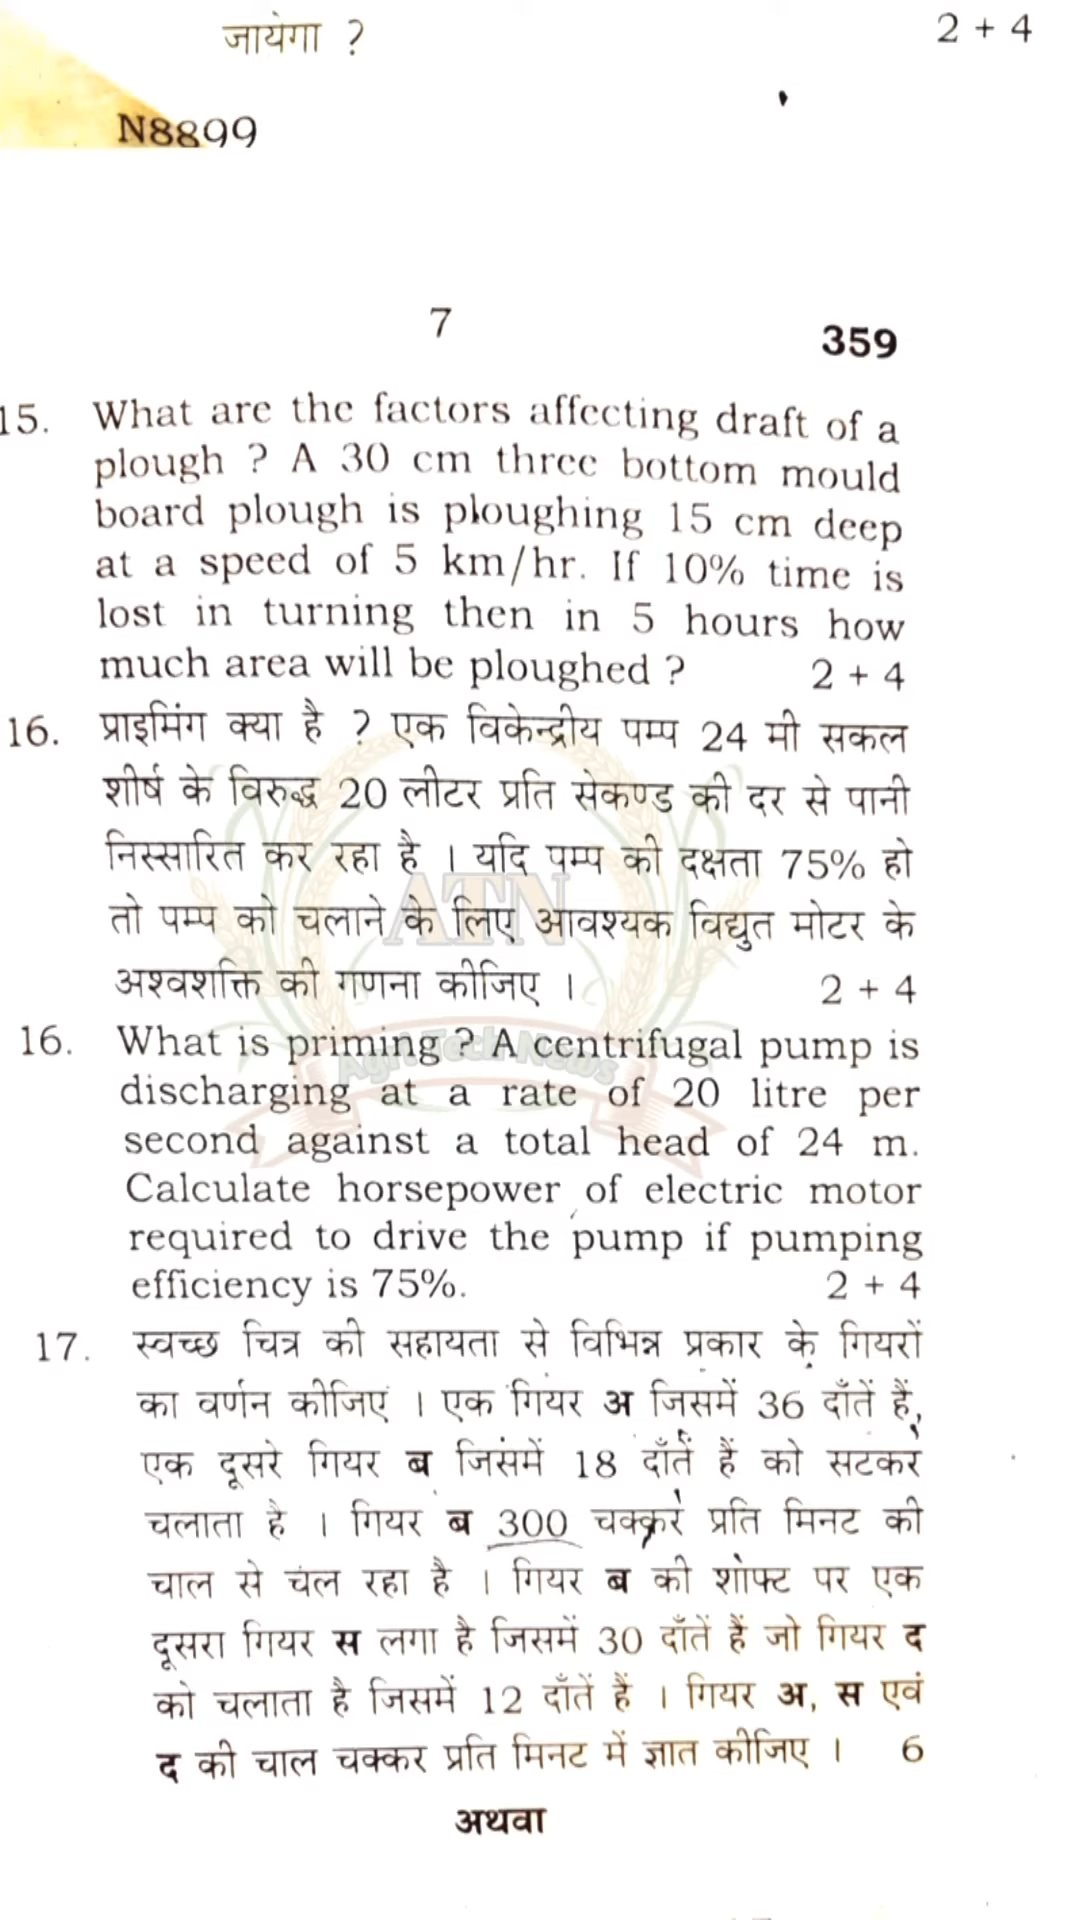 जायेगा ?
2 + 4
N8899
7
359
15. What are the factors affecting draft of a
plough ? A 30 cm three bottom mould
board plough is ploughing 15 cm deep
at a speed of 5 km/hr. If 10% time is
lost in turning then in 5 hours how
much area will be ploughed ? 2 + 4
16. प्राइमिंग क्या है ? एक विकेन्द्रीय पम्प 24 मी सकल
शीर्ष के विरुद्ध 20 लीटर प्रति सेकण्ड की दर से पानी
निस्सारित कर रहा है । यदि पम्प की दक्षता 75% हो
तो पम्प को चलाने के लिए आवश्यक विद्युत मोटर के
अश्वशक्ति की गणना कीजिए । 2 + 4
ATN
16. What is priming ? A centrifugal pump is
Agri Tech News
discharging at a rate of 20 litre per
second against a total head of 24 m.
Calculate horsepower of electric motor
required to drive the pump if pumping
efficiency is 75%. 2 + 4
17. स्वच्छ चित्र की सहायता से विभिन्न प्रकार के गियरों
का वर्णन कीजिए । एक गियर अ जिसमें 36 दाँतें हैं,
एक दूसरे गियर ब जिसमें 18 दाँतें हैं को सटकर
चलाता है । गियर ब 300 चक्कर प्रति मिनट की
चाल से चल रहा है । गियर ब की शॉफ्ट पर एक
दूसरा गियर स लगा है जिसमें 30 दाँतें हैं जो गियर द
को चलाता है जिसमें 12 दाँतें हैं । गियर अ, स एवं
द की चाल चक्कर प्रति मिनट में ज्ञात कीजिए । 6
अथवा